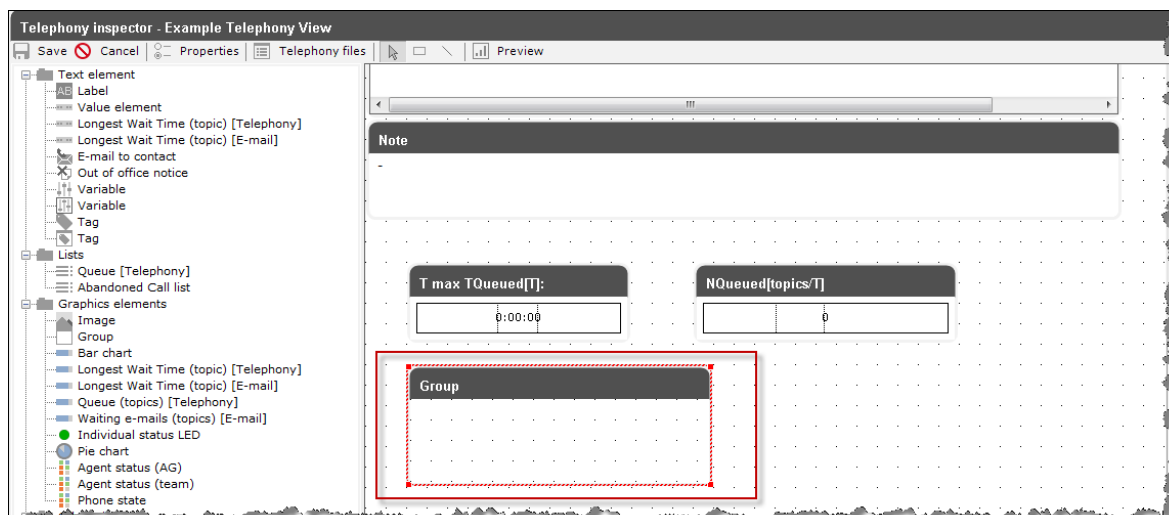 Telephony inspector - Example Telephony View
Save Cancel Properties Telephony files Preview
Text element
AB Label
Value element
Longest Wait Time (topic) [Telephony]
Longest Wait Time (topic) [E-mail]
E-mail to contact
Out of office notice
Variable
Variable
Tag
Tag
Lists
Queue [Telephony]
Abandoned Call list
Graphics elements
Image
Group
Bar chart
Longest Wait Time (topic) [Telephony]
Longest Wait Time (topic) [E-mail]
Queue (topics) [Telephony]
Waiting e-mails (topics) [E-mail]
Individual status LED
Pie chart
Agent status (AG)
Agent status (team)
Phone state
Note
-
T max TQueued[T]:
0:00:00
NQueued[topics/T]
0
Group